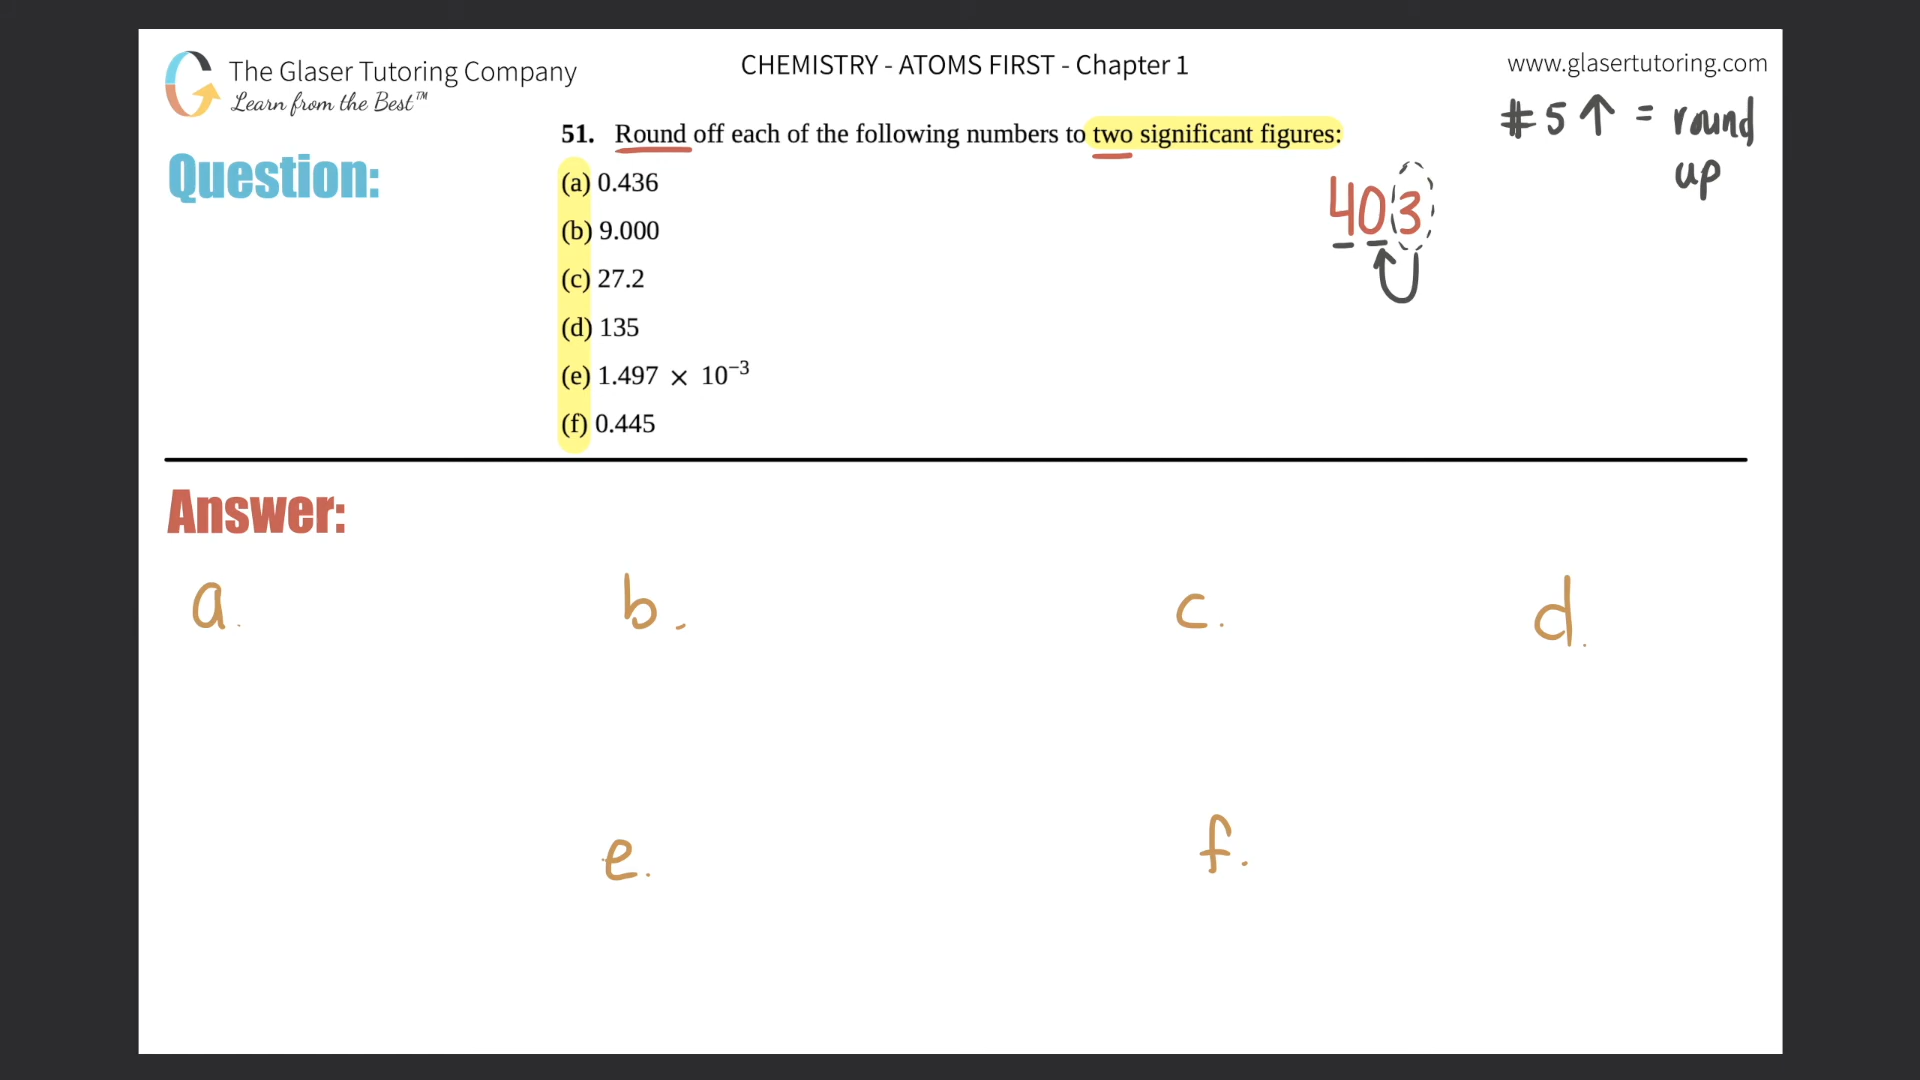 The Glaser Tutoring Company
Learn from the Best™
CHEMISTRY - ATOMS FIRST - Chapter 1
www.glasertutoring.com
# 5 ↑ = round
up
51. Round off each of the following numbers to two significant figures:
Question:
(a) 0.436
403
(b) 9.000
(c) 27.2
(d) 135
(e) 1.497 × 10⁻³
(f) 0.445
Answer:
a.
b.
c.
d.
e.
f.